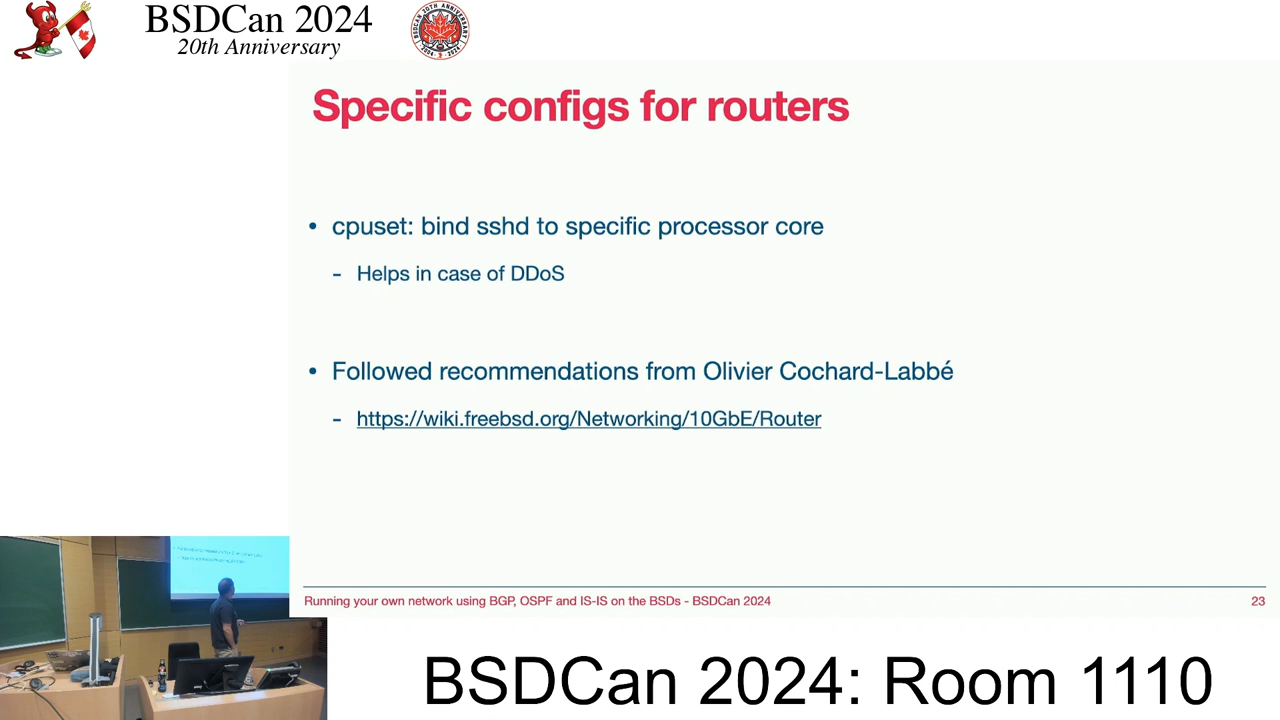 BSDCan 2024
20th Anniversary
Specific configs for routers
• cpuset: bind sshd to specific processor core
- Helps in case of DDoS
• Followed recommendations from Olivier Cochard-Labbé
- https://wiki.freebsd.org/Networking/10GbE/Router
Running your own network using BGP, OSPF and IS-IS on the BSDs - BSDCan 2024
23
BSDCan 2024: Room 1110